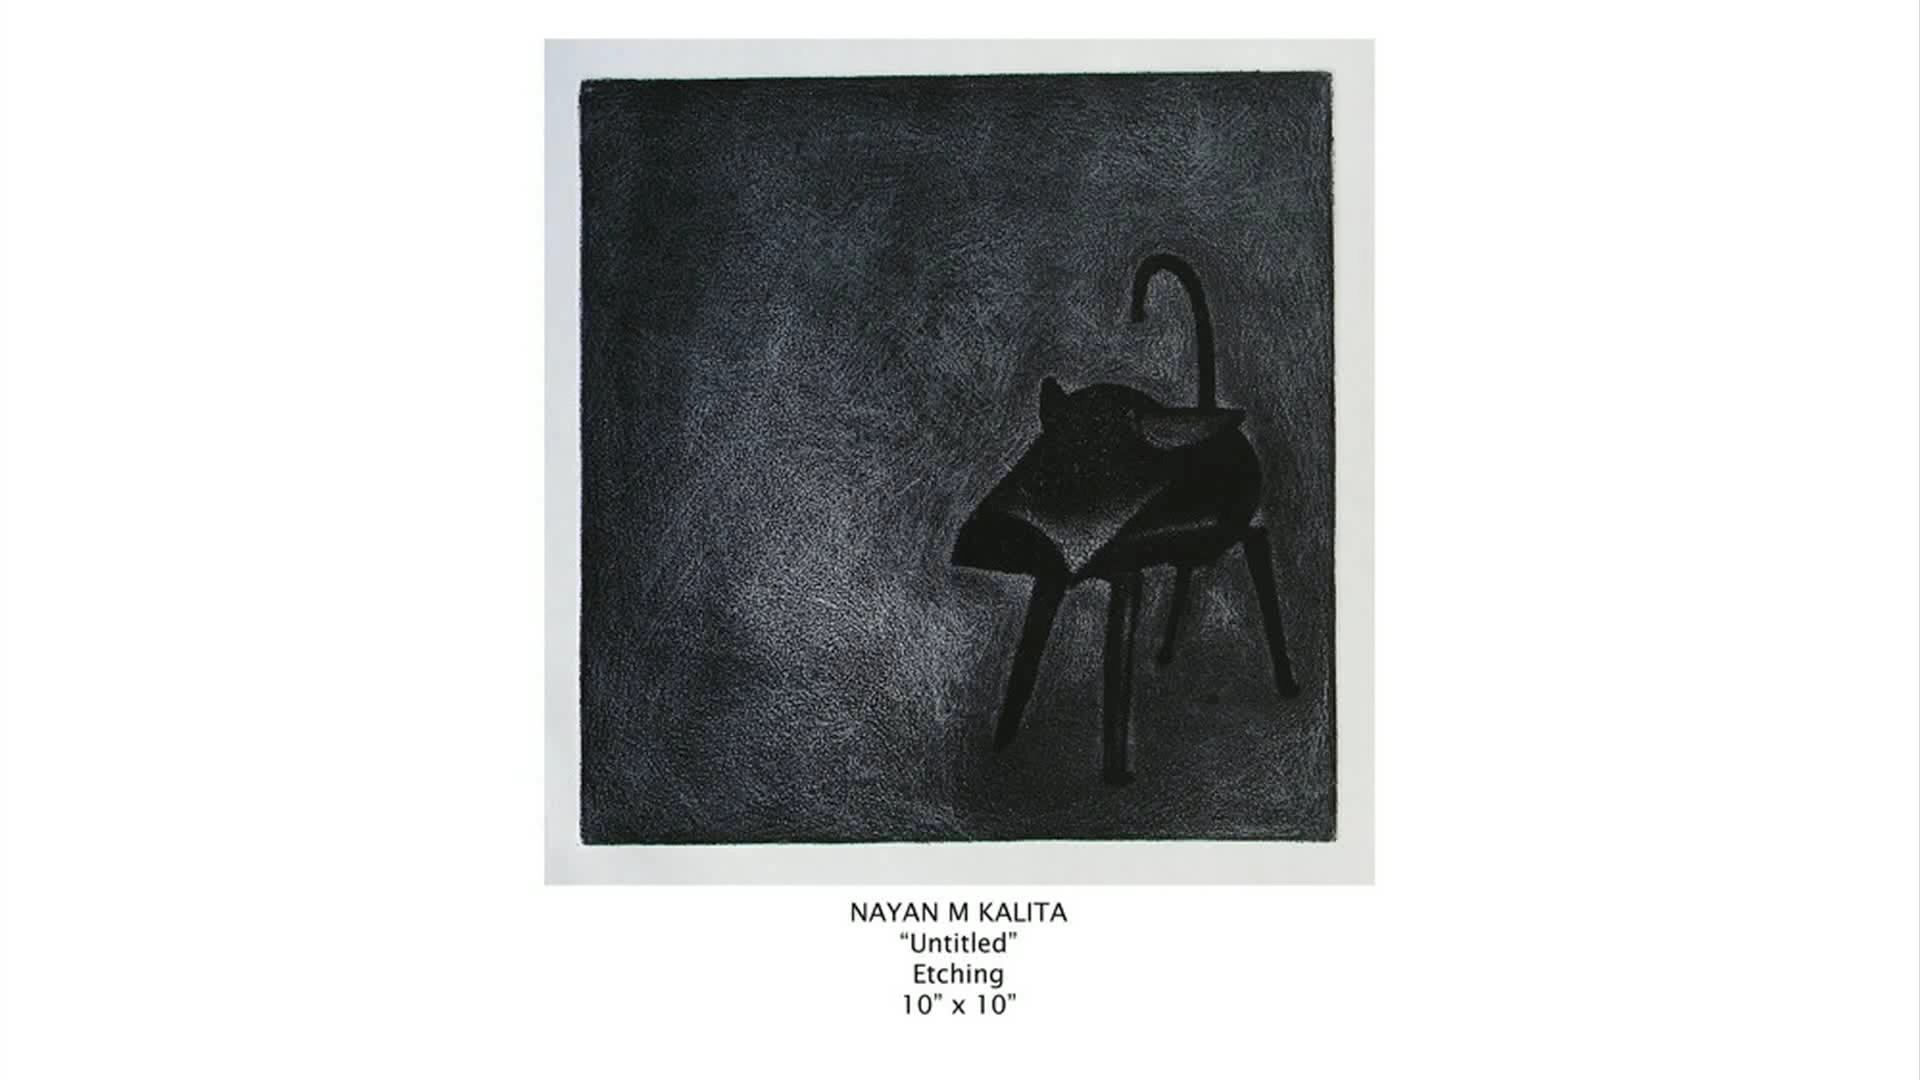 NAYAN M KALITA
“Untitled”
Etching
10” x 10”